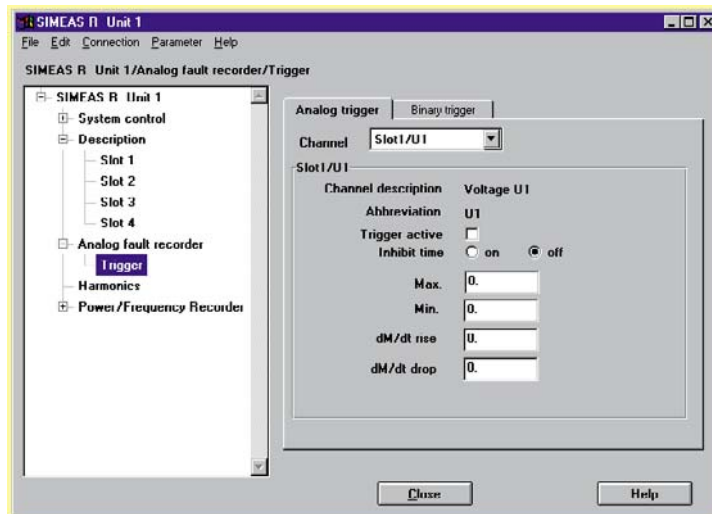 SIMEAS R Unit 1
File Edit Connection Parameter Help
SIMEAS R Unit 1/Analog fault recorder/Trigger
SIMEAS R Unit 1
System control
Description
Slot 1
Slot 2
Slot 3
Slot 4
Analog fault recorder
Trigger
Harmonics
Power/Frequency Recorder
Analog trigger Binary trigger
Channel Slot1/U1
Slot1/U1
Channel description Voltage U1
Abbreviation U1
Trigger active
Inhibit time on off
Max. 0.
Min. 0.
dM/dt rise 0.
dM/dt drop 0.
Close Help